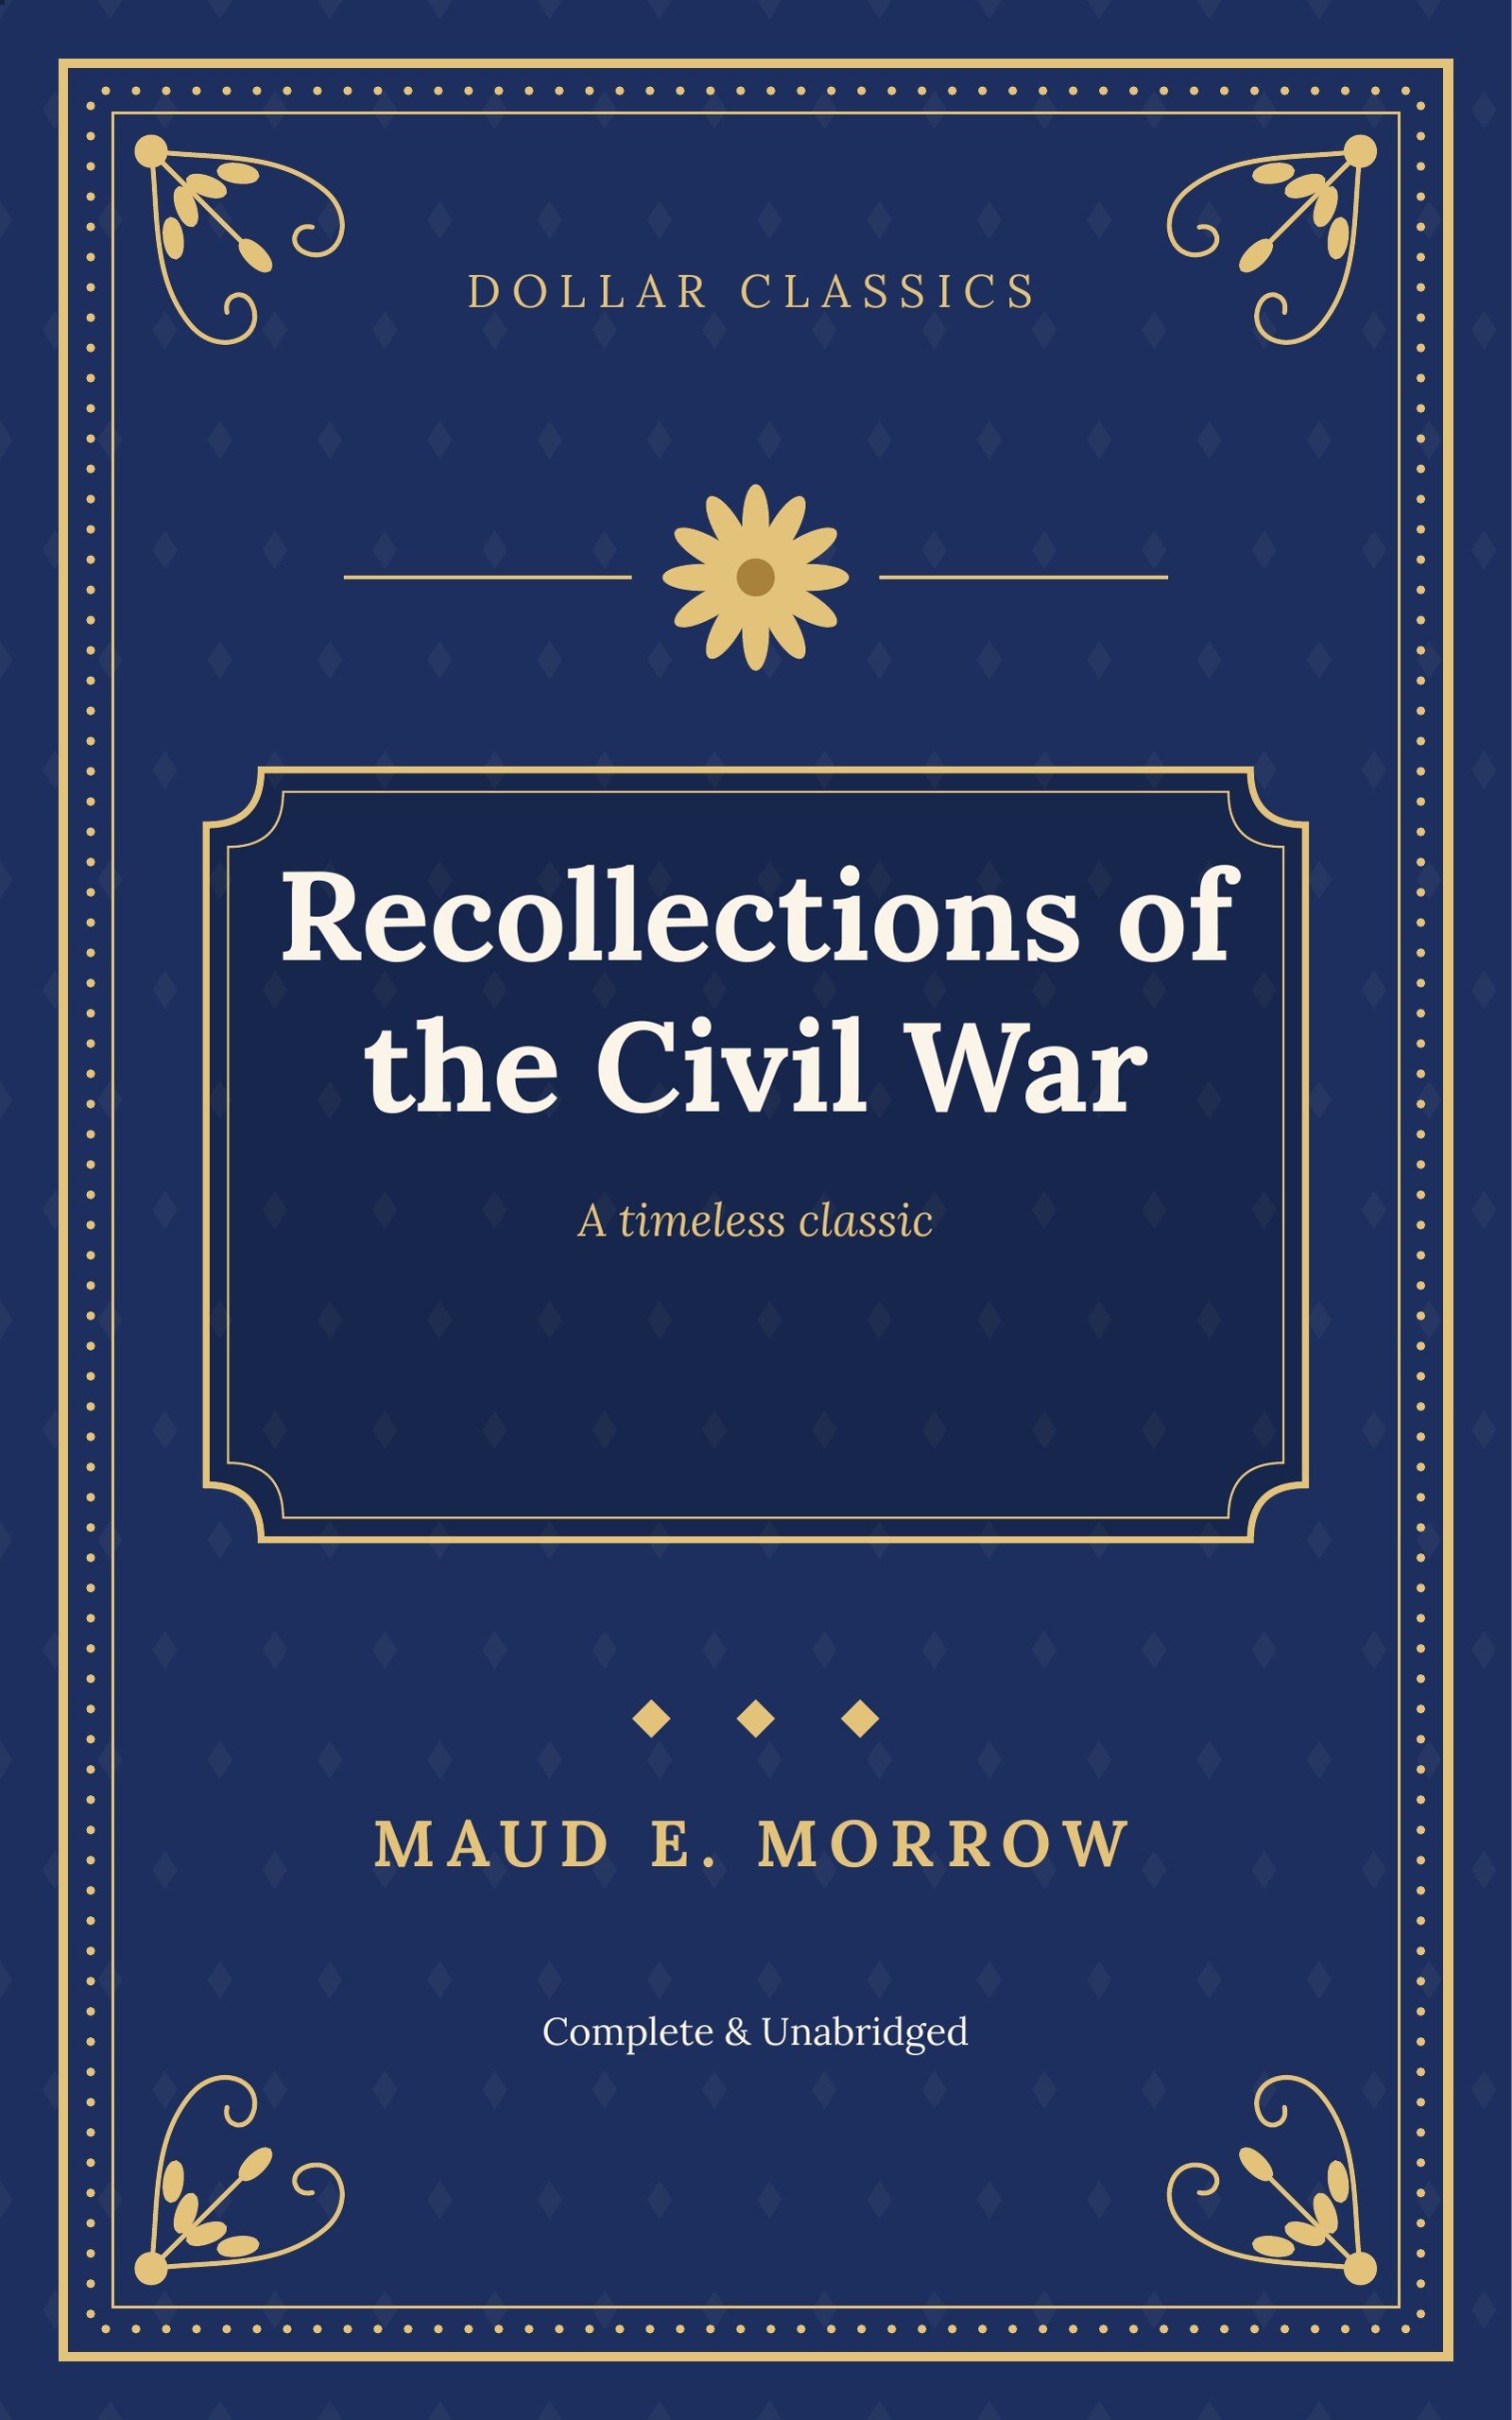 DOLLAR CLASSICS
Recollections of
the Civil War
A timeless classic
MAUD E. MORROW
Complete & Unabridged